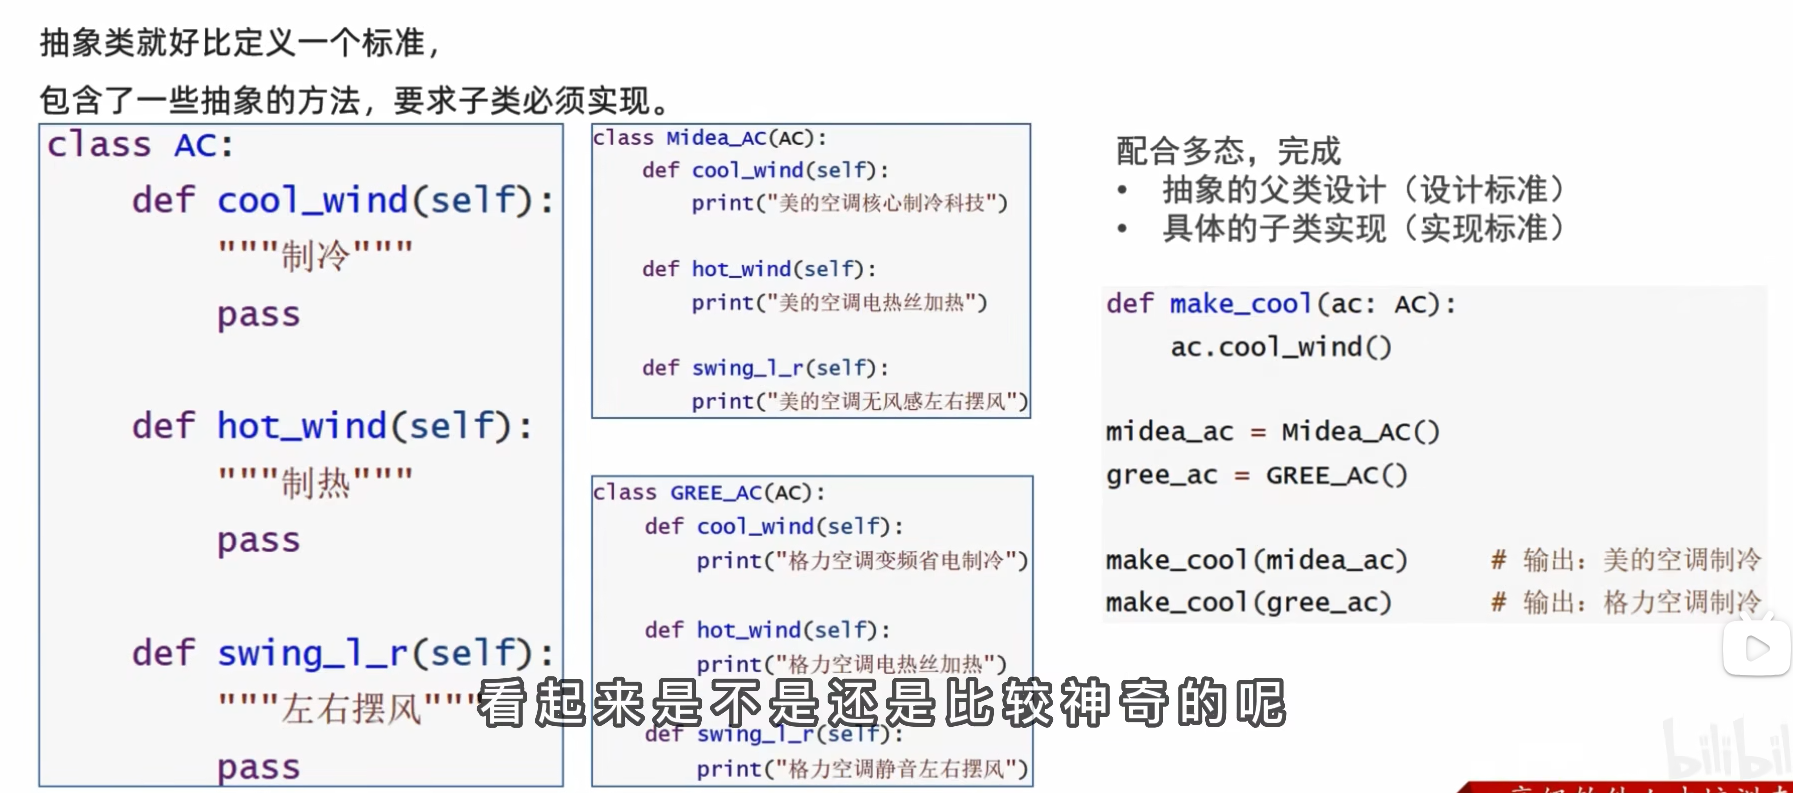 抽象类就好比定义一个标准，
包含了一些抽象的方法，要求子类必须实现。
class AC:
def cool_wind(self):
"""制冷"""
pass
def hot_wind(self):
"""制热"""
pass
def swing_l_r(self):
"""左右摆风"""
pass
class Midea_AC(AC):
def cool_wind(self):
print("美的空调核心制冷科技")
def hot_wind(self):
print("美的空调电热丝加热")
def swing_l_r(self):
print("美的空调无风感左右摆风")
class GREE_AC(AC):
def cool_wind(self):
print("格力空调变频省电制冷")
def hot_wind(self):
print("格力空调电热丝加热")
def swing_l_r(self):
print("格力空调静音左右摆风")
配合多态，完成
• 抽象的父类设计（设计标准）
• 具体的子类实现（实现标准）
def make_cool(ac: AC):
ac.cool_wind()
midea_ac = Midea_AC()
gree_ac = GREE_AC()
make_cool(midea_ac) # 输出：美的空调制冷
make_cool(gree_ac) # 输出：格力空调制冷
看起来是不是还是比较神奇的呢
bilibili